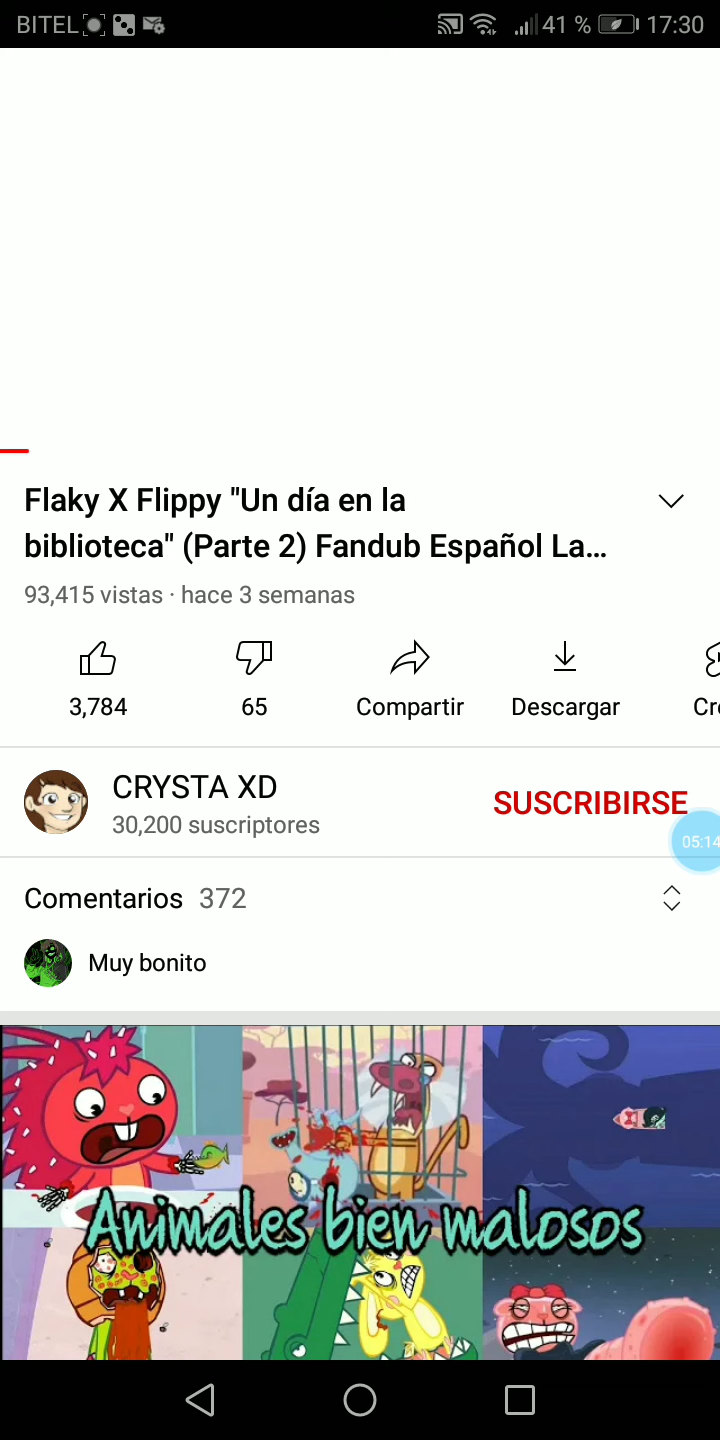 BITEL 41 % 17:30
Flaky X Flippy "Un día en la
biblioteca" (Parte 2) Fandub Español La...
93,415 vistas · hace 3 semanas
3,784 65 Compartir Descargar Cr
CRYSTA XD
30,200 suscriptores
SUSCRIBIRSE
05:14
Comentarios 372
Muy bonito
Animales bien malosos